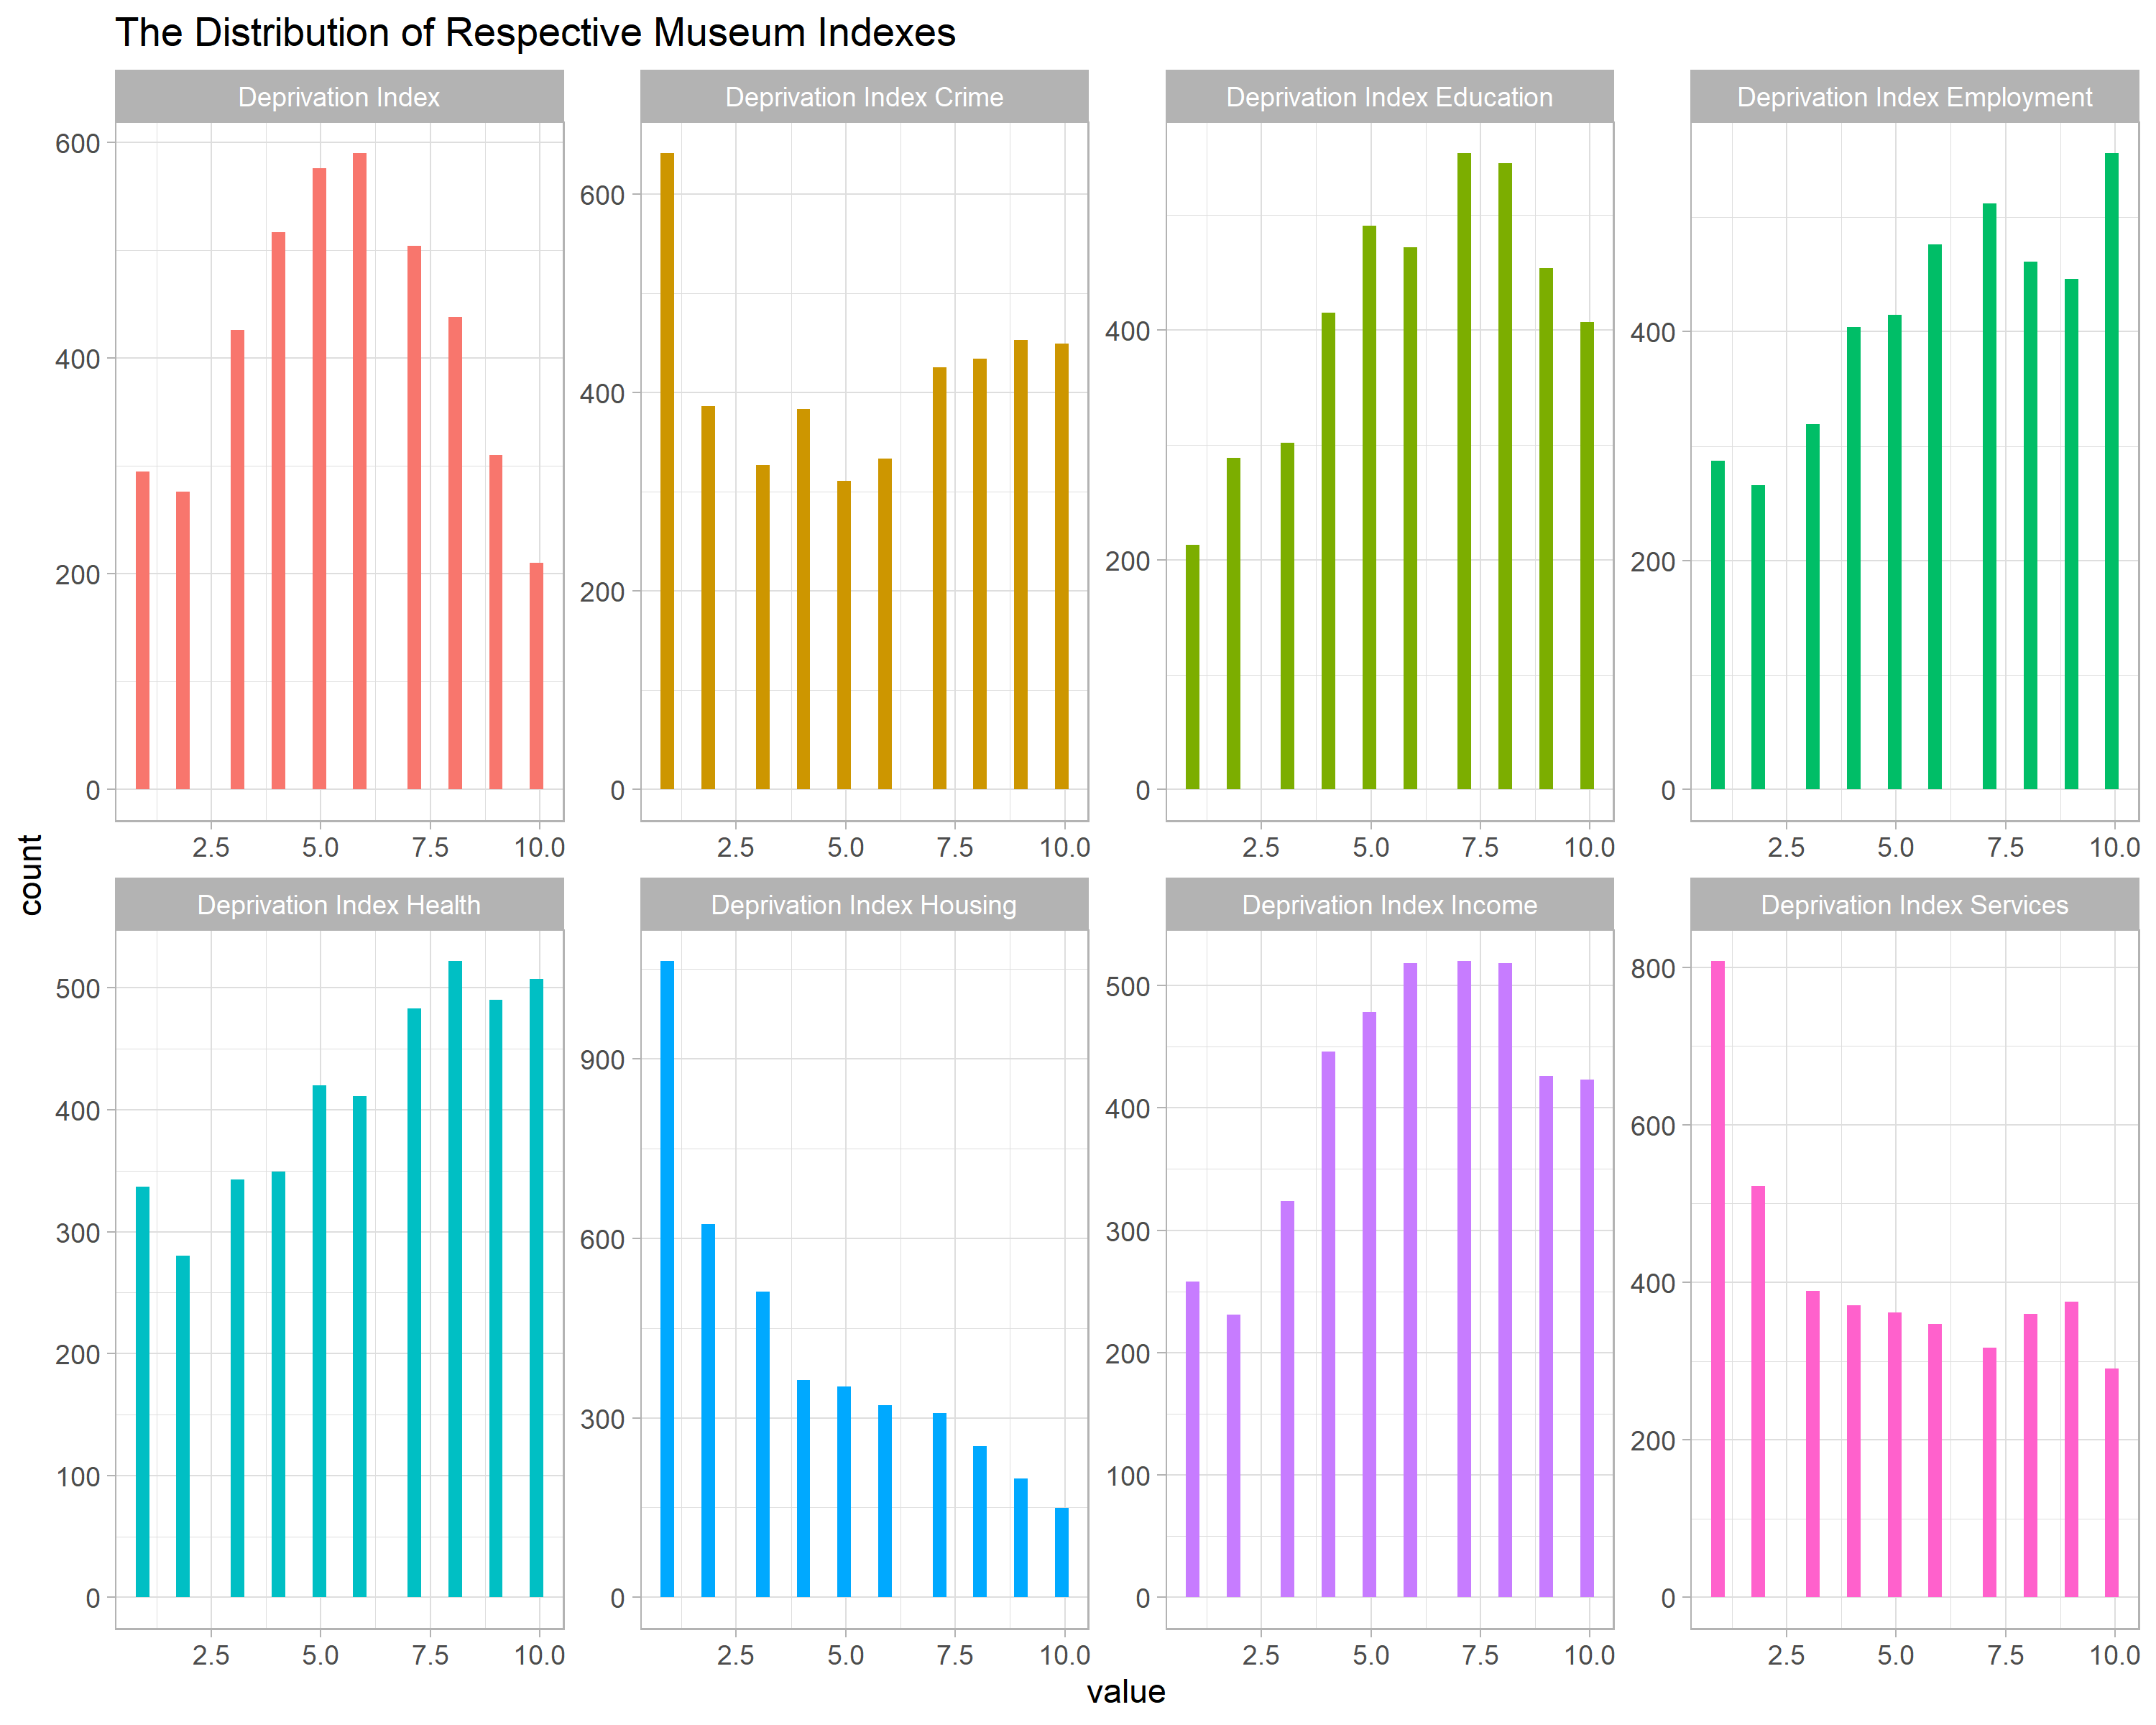 The Distribution of Respective Museum Indexes
Deprivation Index
Deprivation Index Crime
Deprivation Index Education
Deprivation Index Employment
600
400
200
0
600
400
200
0
400
200
0
400
200
0
2.5 5.0 7.5 10.0
2.5 5.0 7.5 10.0
2.5 5.0 7.5 10.0
2.5 5.0 7.5 10.0
count
Deprivation Index Health
Deprivation Index Housing
Deprivation Index Income
Deprivation Index Services
500
400
300
200
100
0
900
600
300
0
500
400
300
200
100
0
800
600
400
200
0
2.5 5.0 7.5 10.0
2.5 5.0 7.5 10.0
2.5 5.0 7.5 10.0
2.5 5.0 7.5 10.0
value